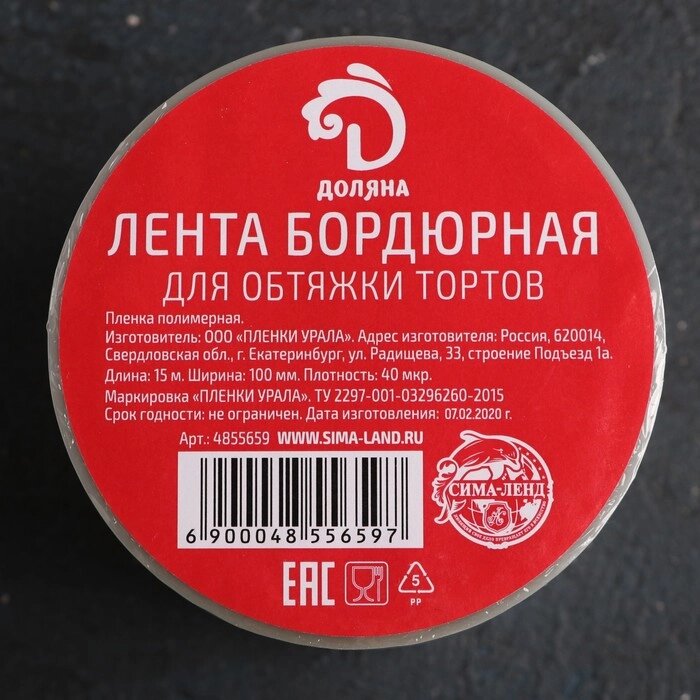 ДОЛЯНА
ЛЕНТА БОРДЮРНАЯ
ДЛЯ ОБТЯЖКИ ТОРТОВ
Пленка полимерная.
Изготовитель: ООО «ПЛЕНКИ УРАЛА». Адрес изготовителя: Россия, 620014,
Свердловская обл., г. Екатеринбург, ул. Радищева, 33, строение Подъезд 1а.
Длина: 15 м. Ширина: 100 мм. Плотность: 40 мкр.
Маркировка «ПЛЕНКИ УРАЛА». ТУ 2297-001-03296260-2015
Срок годности: не ограничен. Дата изготовления: 07.02.2020 г.
Арт.: 4855659 WWW.SIMA-LAND.RU
СИМА-ЛЕНД
6 900048 556597
EAC
5
PP